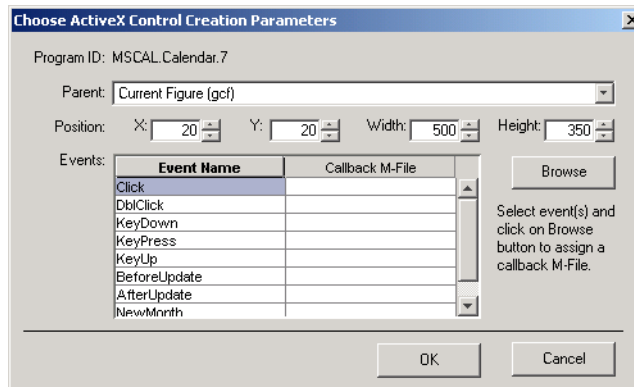 Choose ActiveX Control Creation Parameters
Program ID: MSCAL.Calendar.7
Parent: Current Figure (gcf)
Position: X: 20 Y: 20 Width: 500 Height: 350
Events: Event Name Callback M-File Browse
Click
DblClick
KeyDown
KeyPress
KeyUp
BeforeUpdate
AfterUpdate
NewMonth
Select event(s) and
click on Browse
button to assign a
callback M-File.
OK Cancel